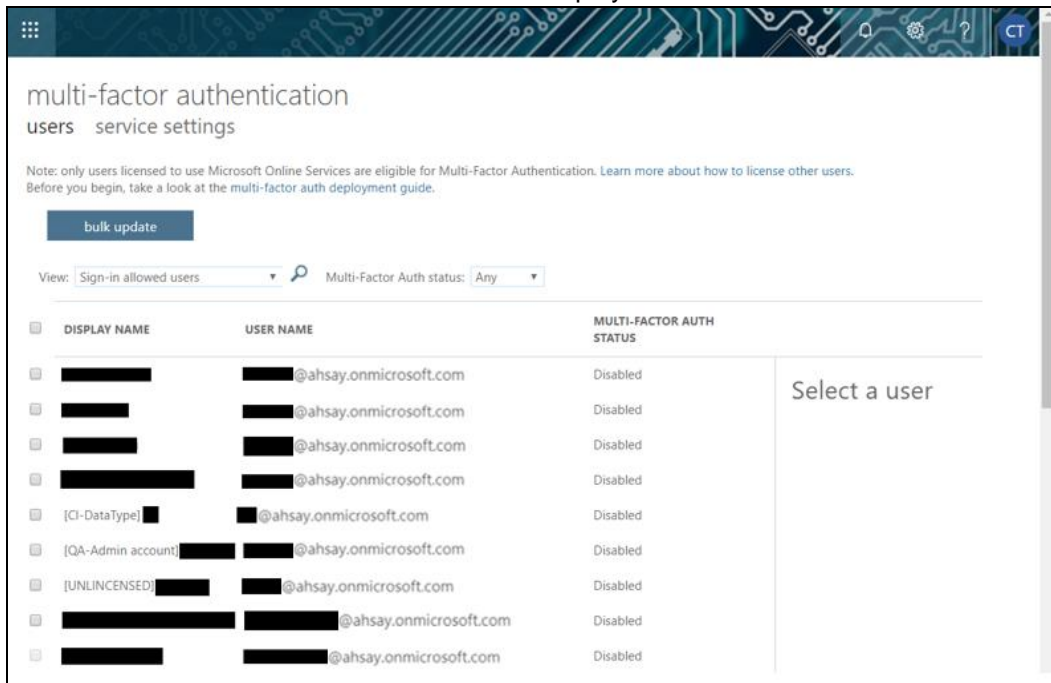 CT
multi-factor authentication
users service settings
Note: only users licensed to use Microsoft Online Services are eligible for Multi-Factor Authentication. Learn more about how to license other users.
Before you begin, take a look at the multi-factor auth deployment guide.
bulk update
View: Sign-in allowed users Multi-Factor Auth status: Any
DISPLAY NAME USER NAME MULTI-FACTOR AUTH STATUS
@ahsay.onmicrosoft.com Disabled
Select a user
@ahsay.onmicrosoft.com Disabled
@ahsay.onmicrosoft.com Disabled
@ahsay.onmicrosoft.com Disabled
[CI-DataType] @ahsay.onmicrosoft.com Disabled
[QA-Admin account] @ahsay.onmicrosoft.com Disabled
[UNLINCENSED] @ahsay.onmicrosoft.com Disabled
@ahsay.onmicrosoft.com Disabled
@ahsay.onmicrosoft.com Disabled